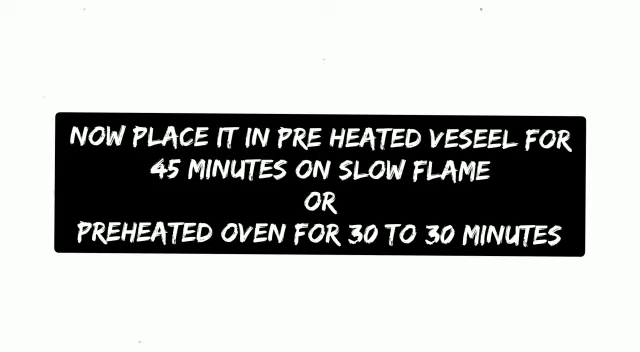 NOW PLACE IT IN PRE HEATED VESEEL FOR
45 MINUTES ON SLOW FLAME
OR
PREHEATED OVEN FOR 30 TO 30 MINUTES